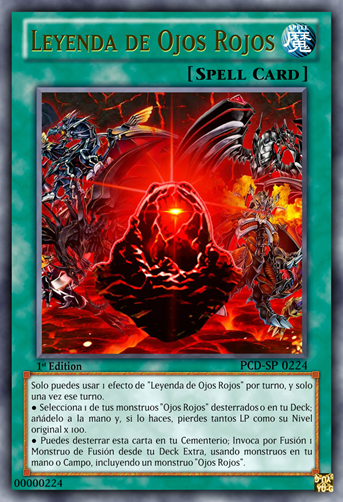 LEYENDA DE OJOS ROJOS
SPELL
魔
[ SPELL CARD ]
1st Edition
PCD-SP 0224
Solo puedes usar 1 efecto de "Leyenda de Ojos Rojos" por turno, y solo
una vez ese turno.
● Selecciona 1 de tus monstruos "Ojos Rojos" desterrados o en tu Deck;
añádelo a la mano y, si lo haces, pierdes tantos LP como su Nivel
original x 100.
● Puedes desterrar esta carta en tu Cementerio; Invoca por Fusión 1
Monstruo de Fusión desde tu Deck Extra, usando monstruos en tu
mano o Campo, incluyendo un monstruo "Ojos Rojos".
00000224